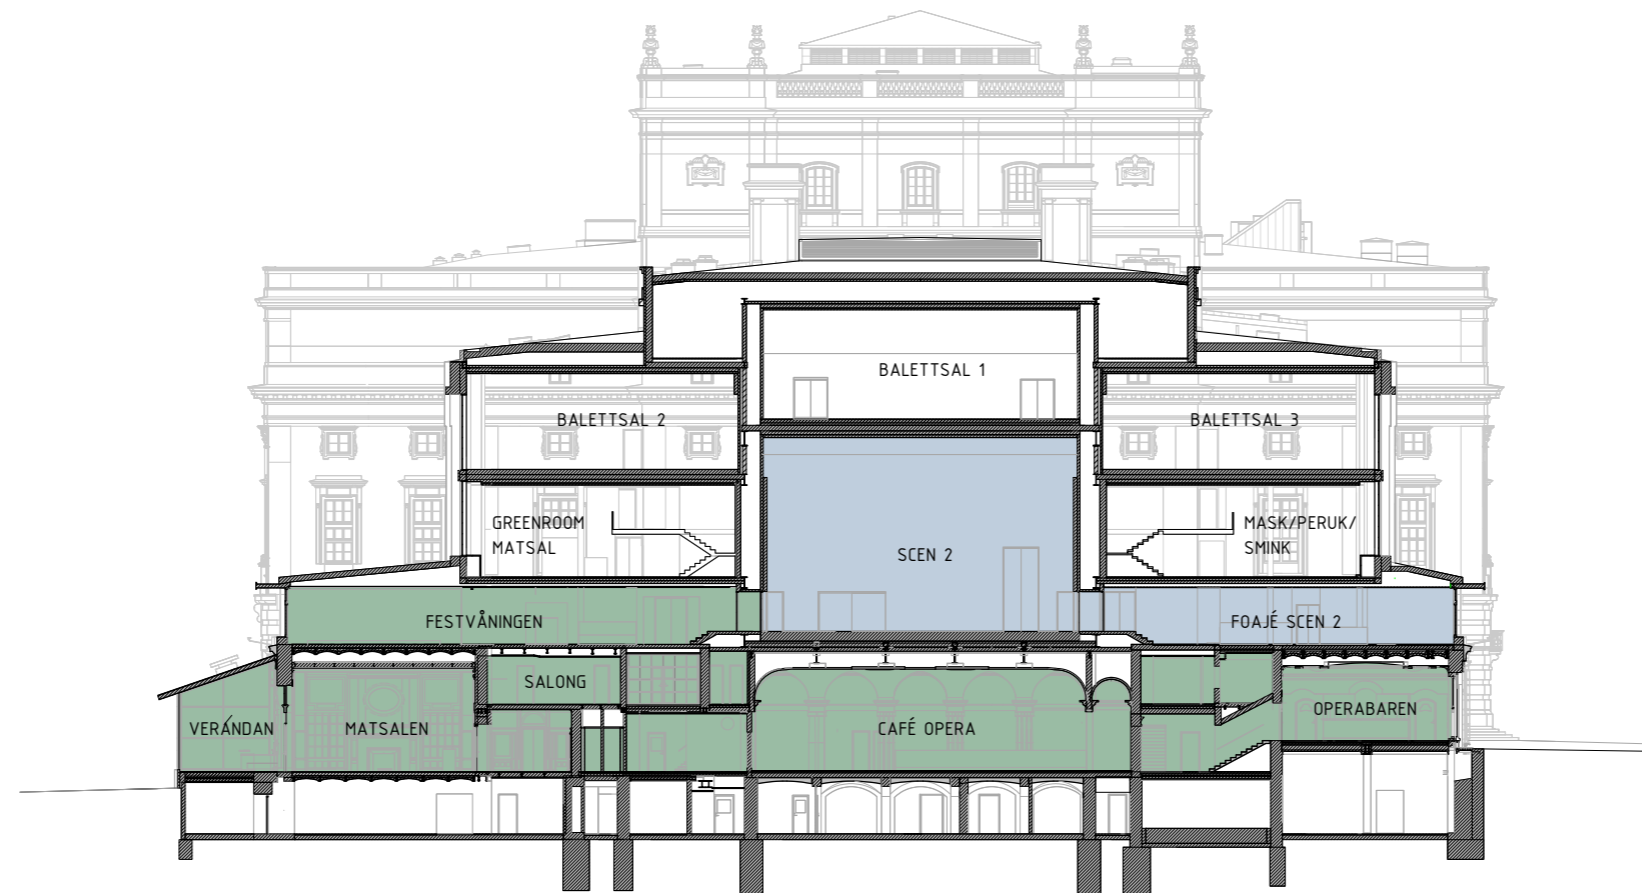 BALETTSAL 1
BALETTSAL 2
BALETTSAL 3
GREENROOM
MATSAL
MASK/PERUK/
SMINK
SCEN 2
FESTVÅNINGEN
FOAJÉ SCEN 2
SALONG
OPERABAREN
VERANDAN
MATSALEN
CAFÉ OPERA